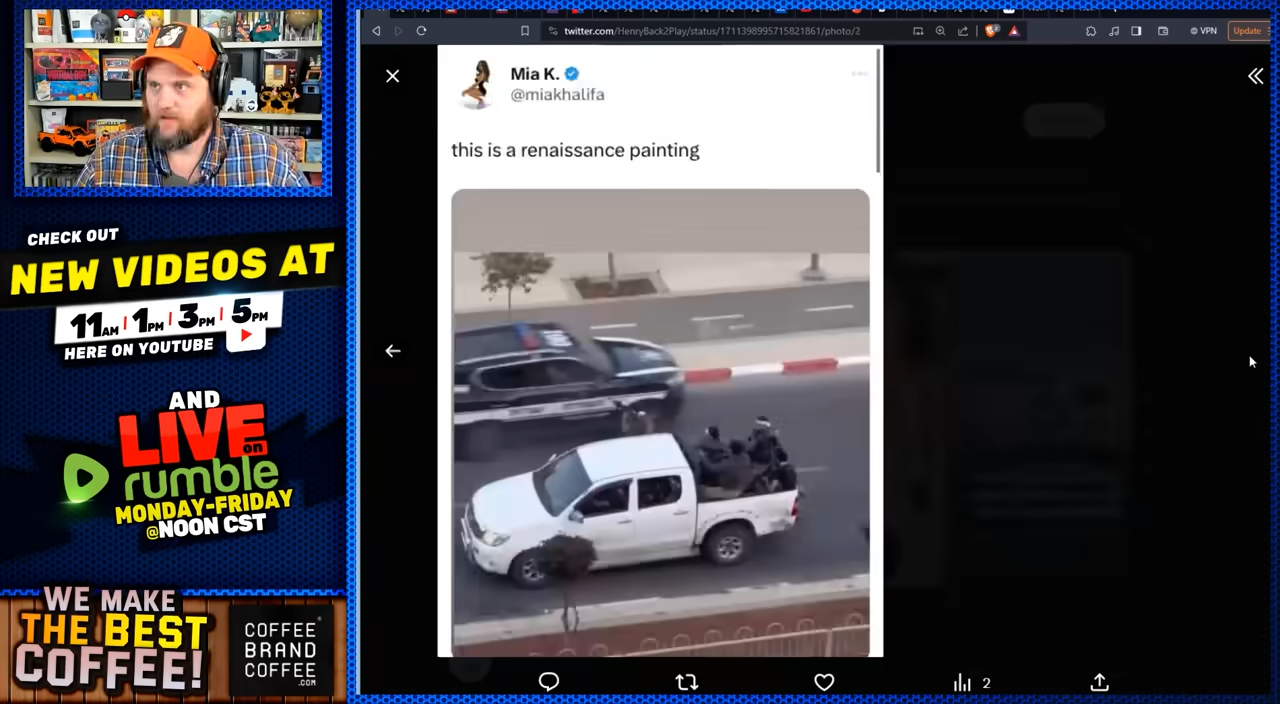 CHECK OUT
NEW VIDEOS AT
11AM | 1PM | 3PM | 5PM
HERE ON YOUTUBE
AND
LIVE on
rumble
MONDAY-FRIDAY
@NOON CST
WE MAKE
THE BEST
COFFEE!
COFFEE
BRAND
COFFEE
.COM
twitter.com/HenryBack2Play/status/1711398995715821861/photo/2
VPN
Update
Mia K.
@miakhalifa
this is a renaissance painting
2